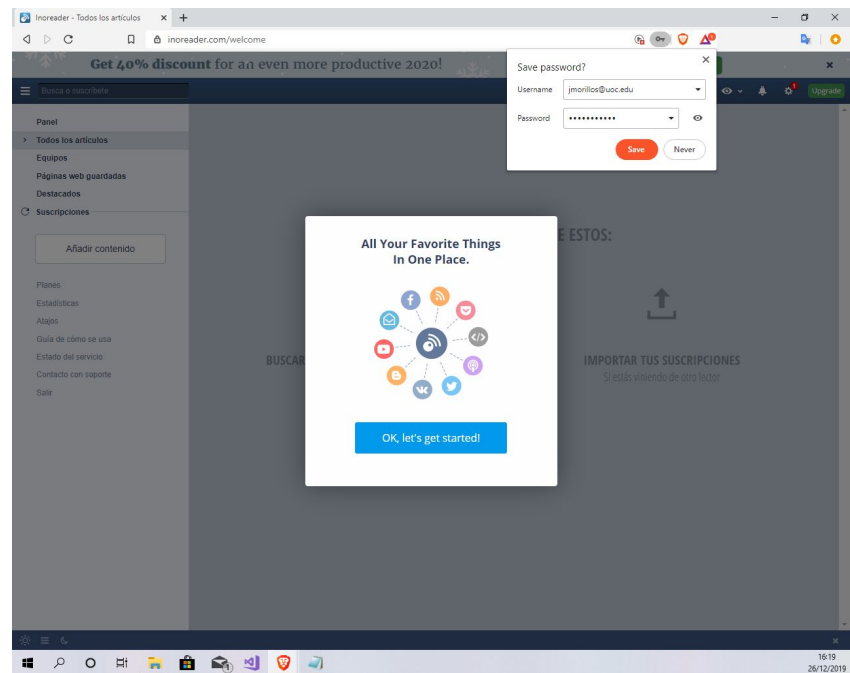 Inoreader - Todos los artículos
inoreader.com/welcome
Get 40% discount for an even more productive 2020!
Save password?
Username
jmorillos@uoc.edu
Password
•••••••••••
Save
Never
Busca o suscríbete
Upgrade
Panel
Todos los artículos
Equipos
Páginas web guardadas
Destacados
Suscripciones
Añadir contenido
Planes
Estadísticas
Atajos
Guía de cómo se usa
Estado del servicio
Contacto con soporte
Salir
E ESTOS:
All Your Favorite Things
In One Place.
OK, let's get started!
BUSCAR
IMPORTAR TUS SUSCRIPCIONES
Si estás viniendo de otro lector
16:19
26/12/2019